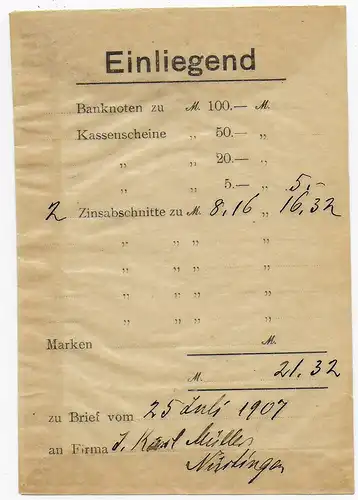 Einliegend
Banknoten zu M. 100.— M.
Kassenscheine „ 50.— „
„ „ 20.— „
„ „ 5.— „ 5.-
2 Zinsabschnitte zu M. 8,16 „ 16,32
„ „ „ „
„ „ „ „
„ „ „ „
„ „ „ „
Marken M.
M. 21.32
zu Brief vom 25 Juli 1907
an Firma J. Karl Müller
Nürtingen